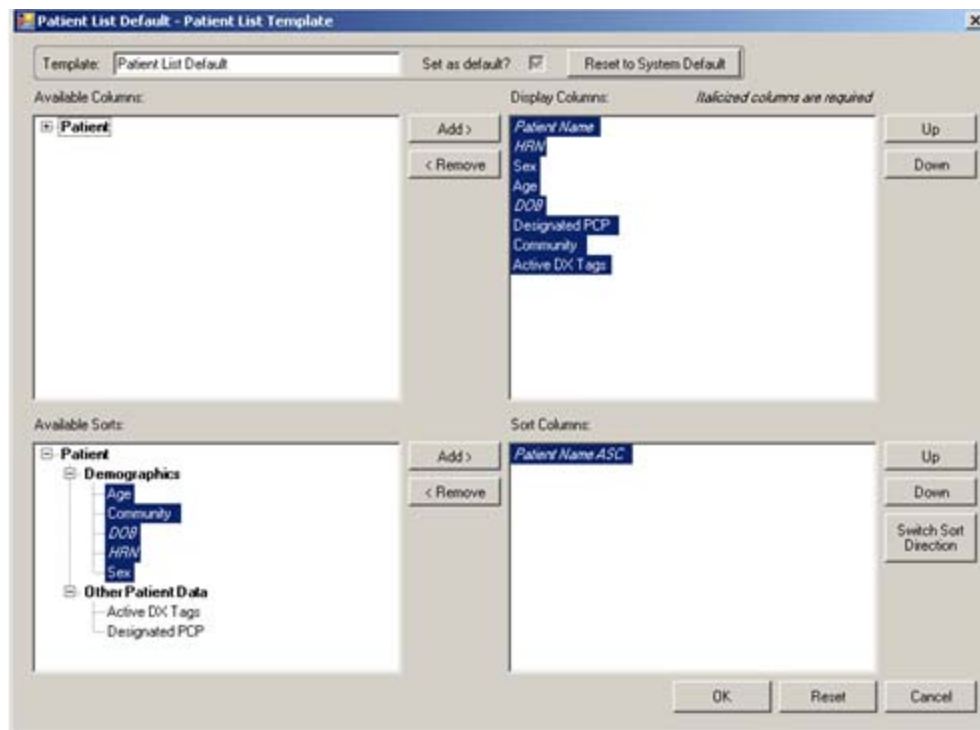 Patient List Default - Patient List Template
Template: Patient List Default Set as default? Reset to System Default
Available Columns:
Patient
Add >
< Remove
Display Columns: Italicized columns are required
Patient Name
HRN
Sex
Age
DOB
Designated PCP
Community
Active DX Tags
Up
Down
Available Sorts:
Patient
Demographics
Age
Community
DOB
HRN
Sex
Other Patient Data
Active DX Tags
Designated PCP
Add >
< Remove
Sort Columns:
Patient Name ASC
Up
Down
Switch Sort
Direction
OK Reset Cancel